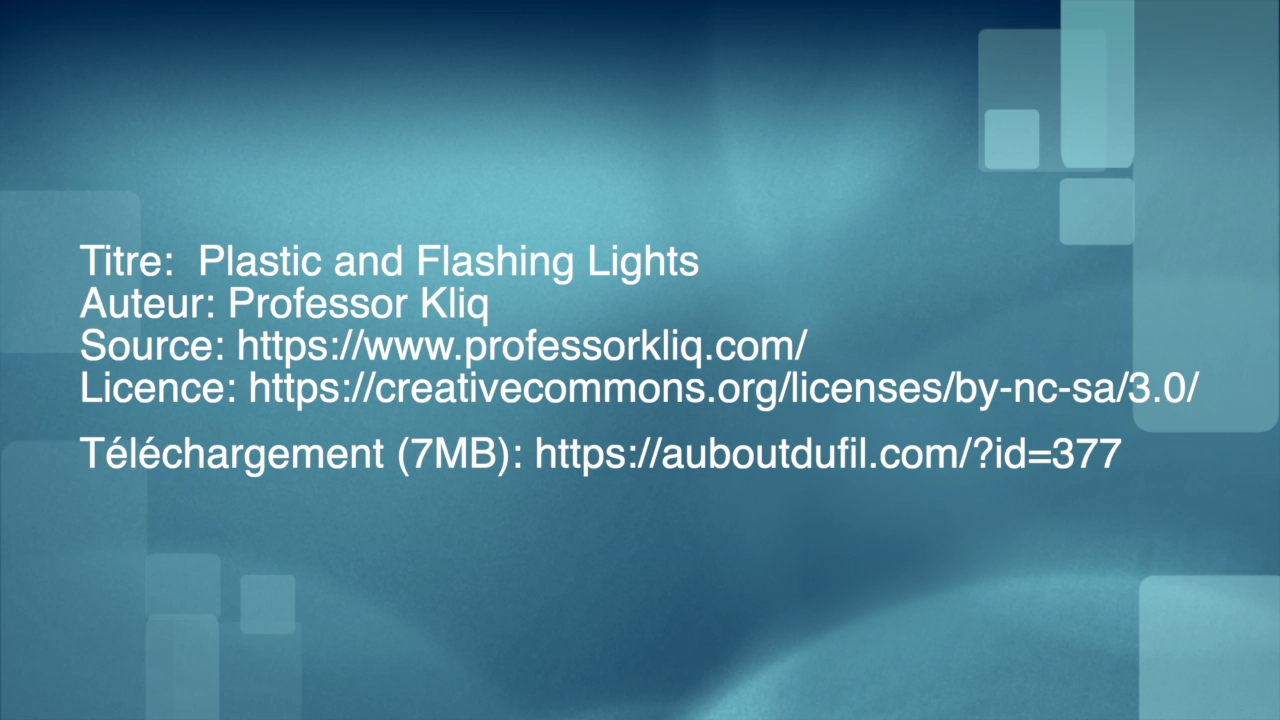 Titre:  Plastic and Flashing Lights
Auteur: Professor Kliq
Source: https://www.professorkliq.com/
Licence: https://creativecommons.org/licenses/by-nc-sa/3.0/
Téléchargement (7MB): https://auboutdufil.com/?id=377